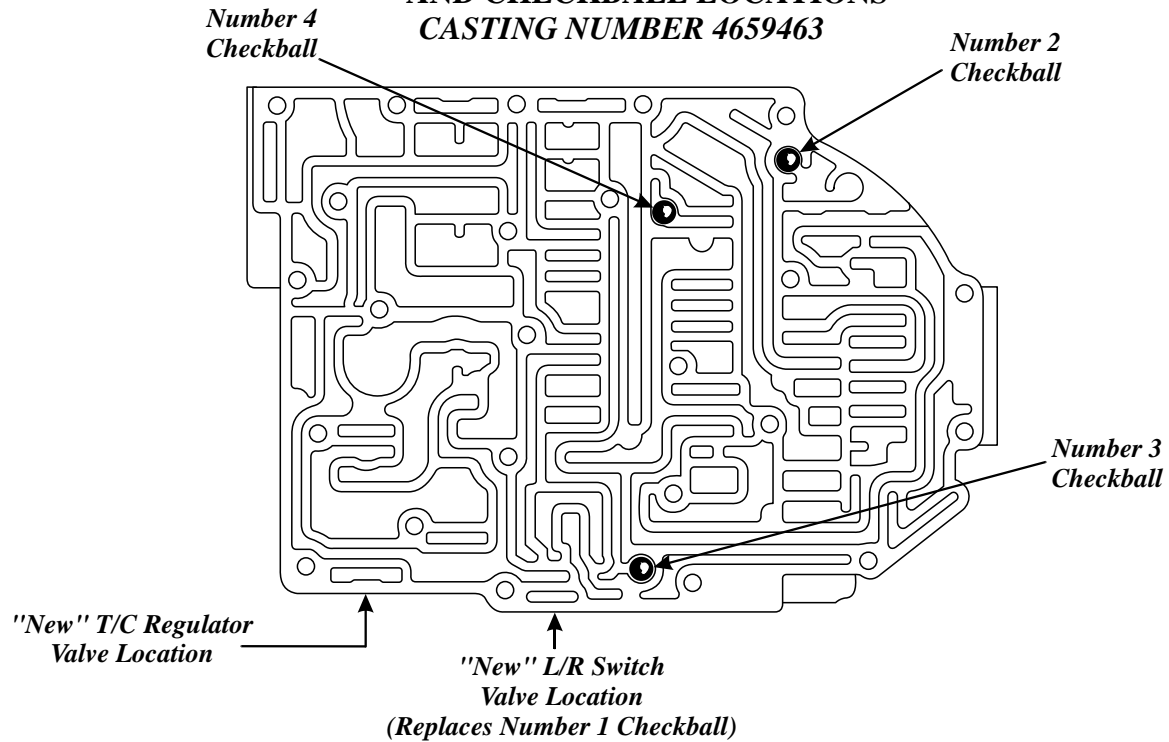 AND CHECKBALL LOCATIONS
CASTING NUMBER 4659463
Number 4
Checkball
Number 2
Checkball
Number 3
Checkball
"New" T/C Regulator
Valve Location
"New" L/R Switch
Valve Location
(Replaces Number 1 Checkball)